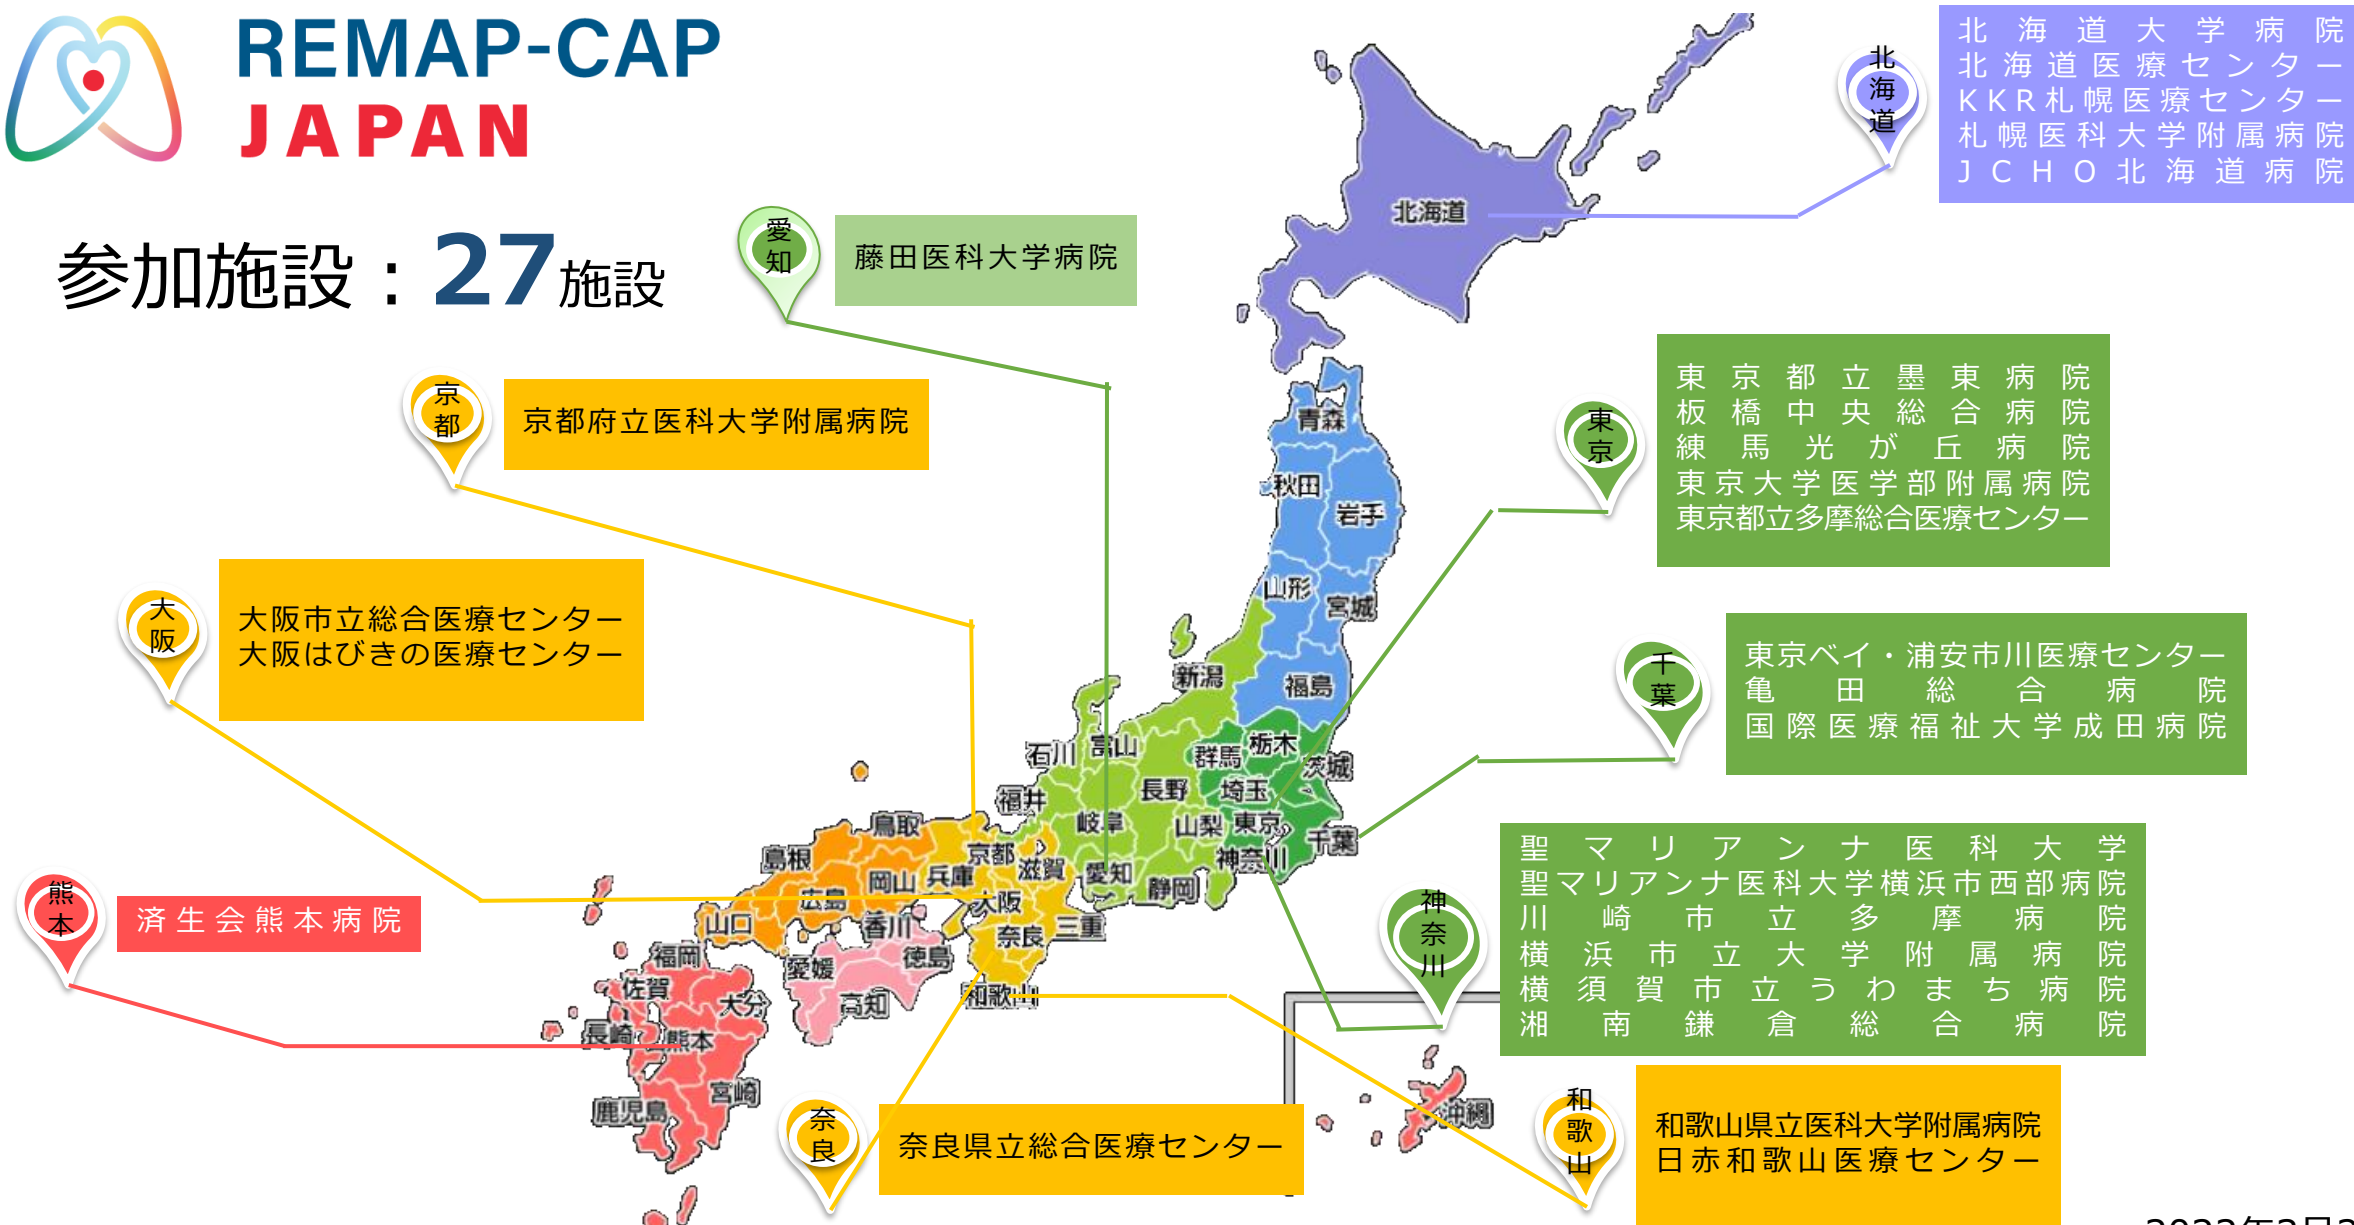 REMAP-CAP
JAPAN
参加施設：27施設
北海道
北海道大学病院
北海道医療センター
KKR札幌医療センター
札幌医科大学附属病院
JCHO北海道病院
愛知
藤田医科大学病院
京都
京都府立医科大学附属病院
東京
東京都立墨東病院
板橋中央総合病院
練馬光が丘病院
東京大学医学部附属病院
東京都立多摩総合医療センター
大阪
大阪市立総合医療センター
大阪はびきの医療センター
千葉
東京ベイ・浦安市川医療センター
亀田総合病院
国際医療福祉大学成田病院
熊本
済生会熊本病院
神奈川
聖マリアンナ医科大学
聖マリアンナ医科大学横浜市西部病院
川崎市立多摩病院
横浜市立大学附属病院
横須賀市立うわまち病院
湘南鎌倉総合病院
奈良
奈良県立総合医療センター
和歌山
和歌山県立医科大学附属病院
日赤和歌山医療センター
北海道
青森
秋田
岩手
山形
宮城
新潟
福島
石川
富山
群馬
栃木
茨城
福井
長野
埼玉
岐阜
山梨
東京
千葉
神奈川
鳥取
島根
京都
滋賀
愛知
静岡
岡山
兵庫
広島
大阪
山口
香川
奈良
三重
福岡
愛媛
徳島
和歌山
佐賀
大分
高知
長崎
熊本
宮崎
鹿児島
沖縄